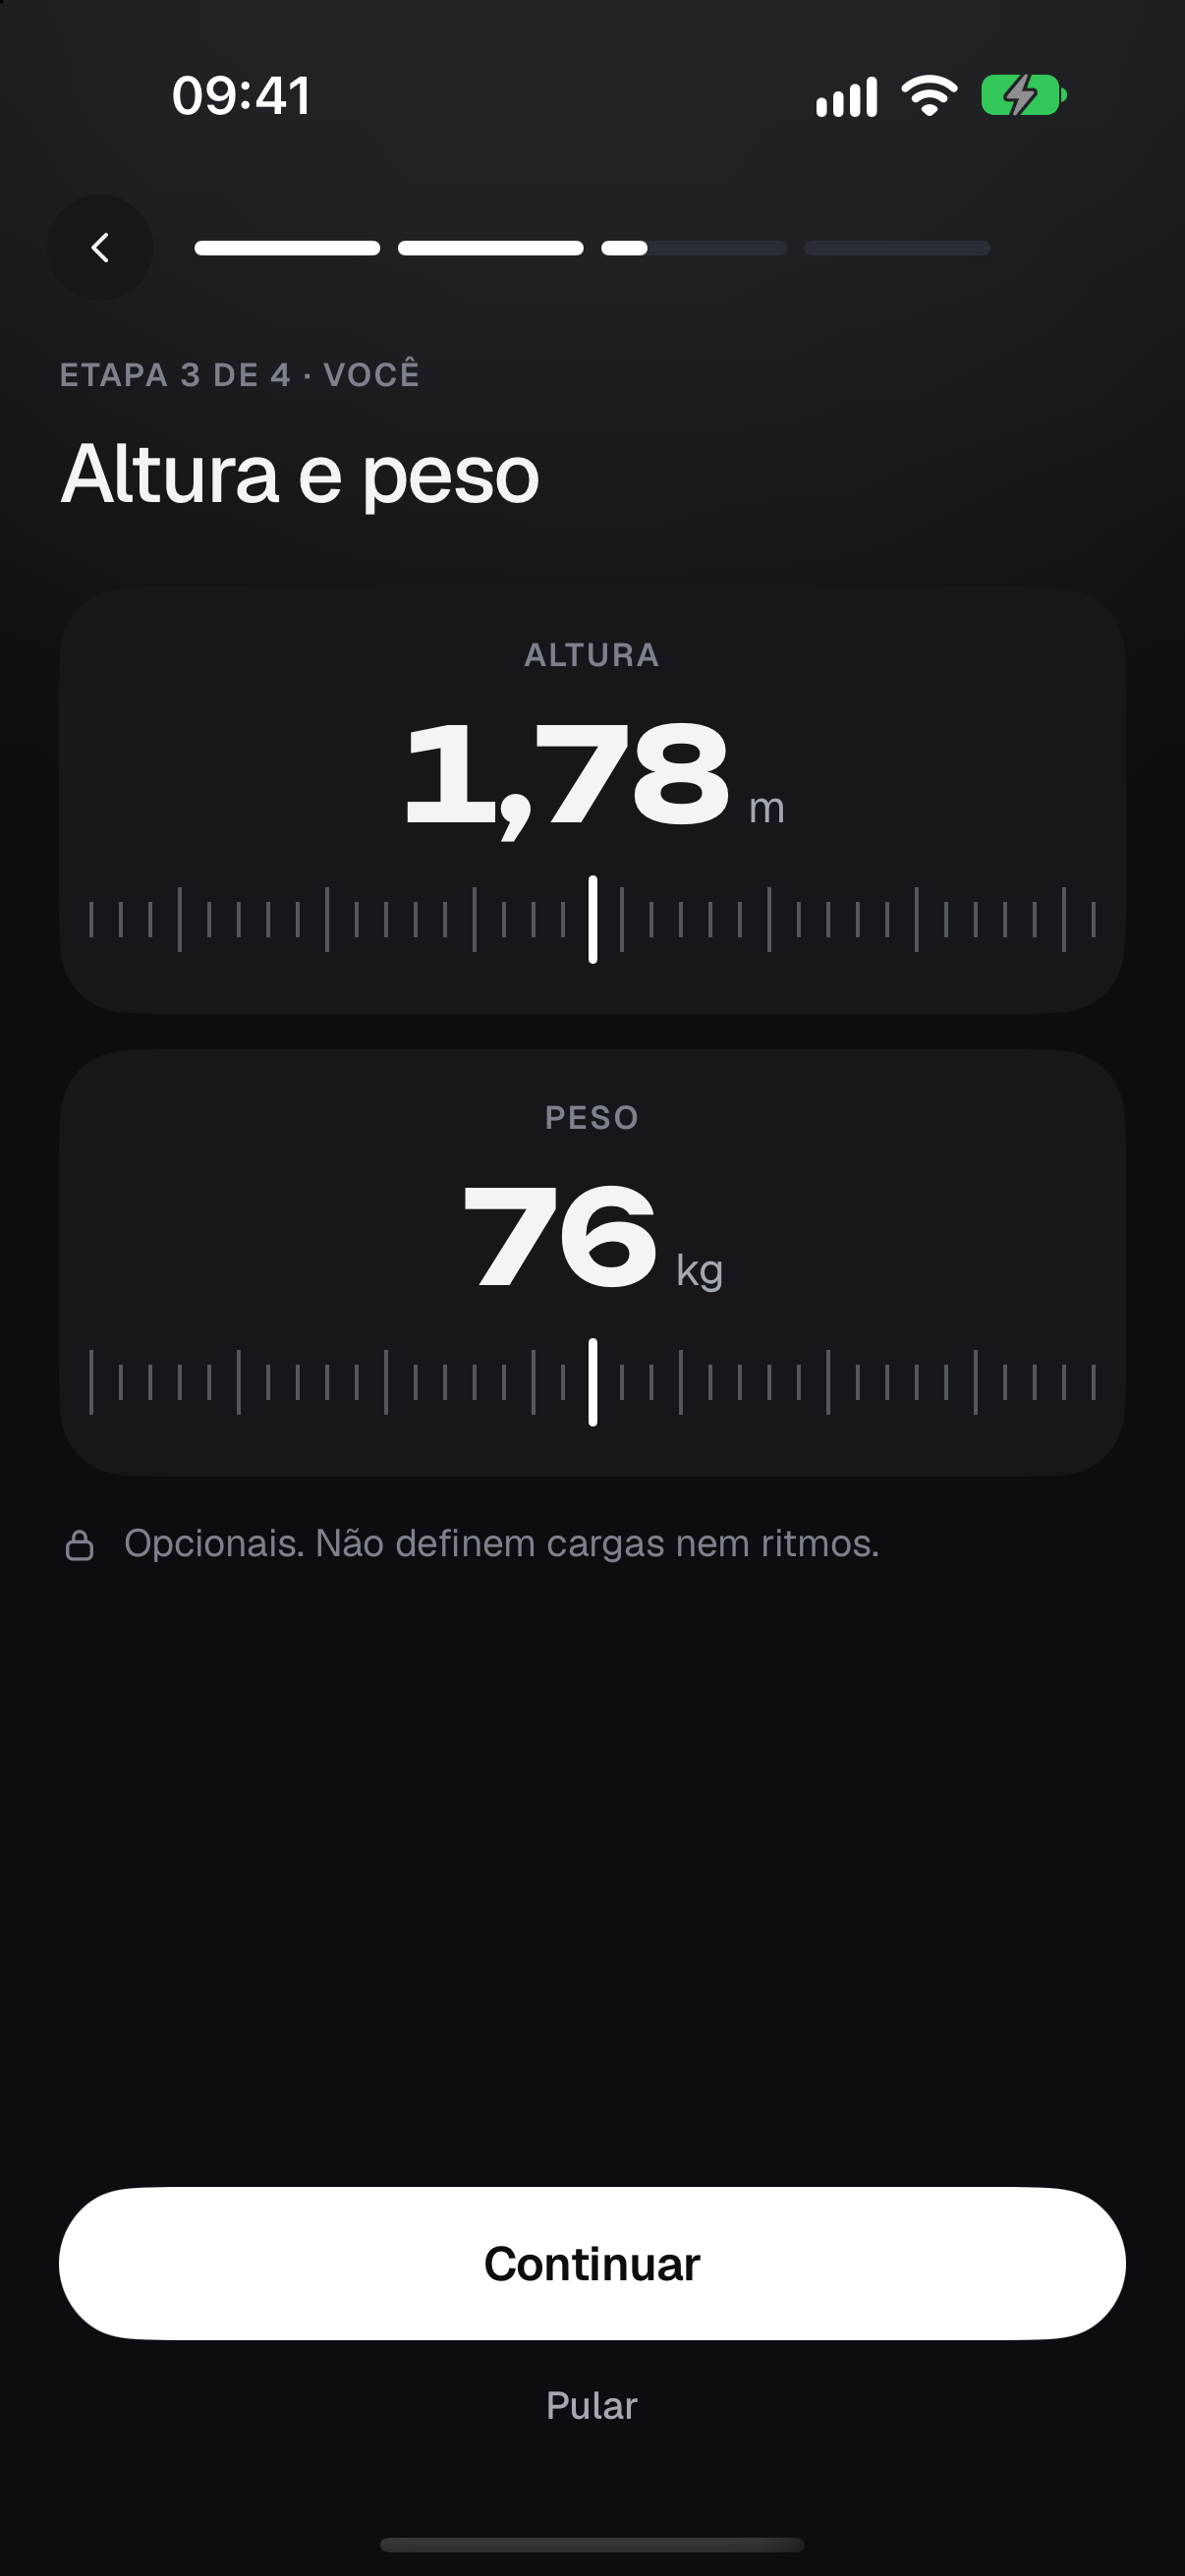 09:41
ETAPA 3 DE 4 · VOCÊ
Altura e peso
ALTURA
1,78 m
PESO
76 kg
Opcionais. Não definem cargas nem ritmos.
Continuar
Pular